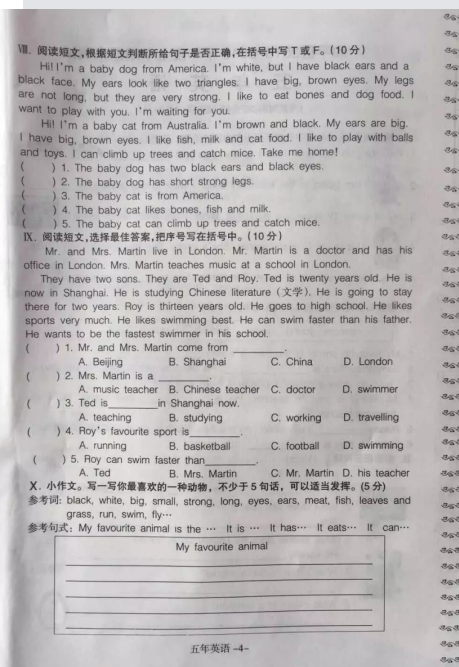 Ⅷ. 阅读短文,根据短文判断所给句子是否正确,在括号中写 T 或 F。(10 分)
Hi! I'm a baby dog from America. I'm white, but I have black ears and a
black face. My ears look like two triangles. I have big, brown eyes. My legs
are not long, but they are very strong. I like to eat bones and dog food. I
want to play with you. I'm waiting for you.
Hi! I'm a baby cat from Australia. I'm brown and black. My ears are big.
I have big, brown eyes. I like fish, milk and cat food. I like to play with balls
and toys. I can climb up trees and catch mice. Take me home!
( ) 1. The baby dog has two black ears and black eyes.
( ) 2. The baby dog has short strong legs.
( ) 3. The baby cat is from America.
( ) 4. The baby cat likes bones, fish and milk.
( ) 5. The baby cat can climb up trees and catch mice.
Ⅸ. 阅读短文,选择最佳答案,把序号写在括号中。(10 分)
Mr. and Mrs. Martin live in London. Mr. Martin is a doctor and has his
office in London. Mrs. Martin teaches music at a school in London.
They have two sons. They are Ted and Roy. Ted is twenty years old. He is
now in Shanghai. He is studying Chinese literature (文学). He is going to stay
there for two years. Roy is thirteen years old. He goes to high school. He likes
sports very much. He likes swimming best. He can swim faster than his father.
He wants to be the fastest swimmer in his school.
( ) 1. Mr. and Mrs. Martin come from ________.
A. Beijing B. Shanghai C. China D. London
( ) 2. Mrs. Martin is a ________.
A. music teacher B. Chinese teacher C. doctor D. swimmer
( ) 3. Ted is________in Shanghai now.
A. teaching B. studying C. working D. travelling
( ) 4. Roy's favourite sport is________.
A. running B. basketball C. football D. swimming
( ) 5. Roy can swim faster than________.
A. Ted B. Mrs. Martin C. Mr. Martin D. his teacher
Ⅹ. 小作文。写一写你最喜欢的一种动物，不少于 5 句话，可以适当发挥。(5 分)
参考词: black, white, big, small, strong, long, eyes, ears, meat, fish, leaves and
grass, run, swim, fly…
参考句式: My favourite animal is the … It is … It has… It eats… It can…
My favourite animal
五年英语 -4-